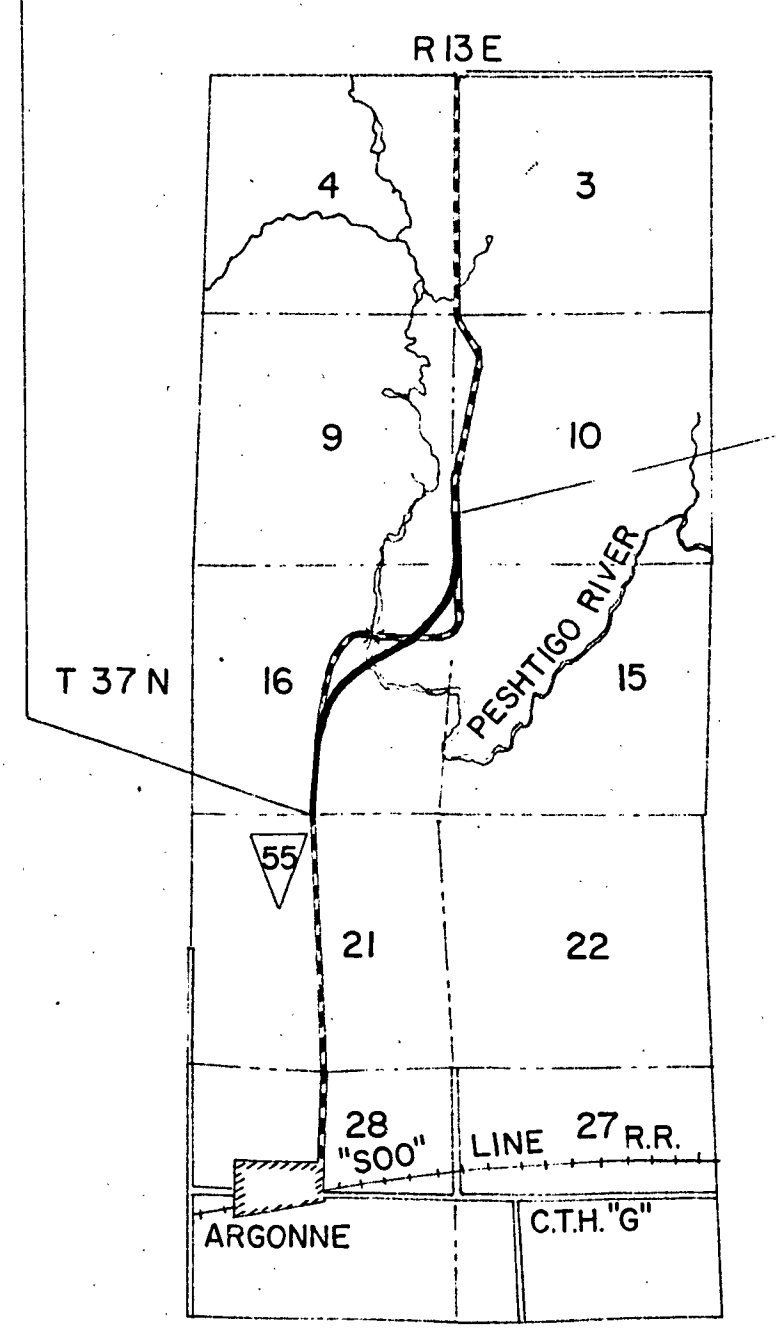 R 13 E
4
3
9
10
PESHTIGO RIVER
T 37 N
16
15
55
21
22
28
27
"SOO" LINE R.R.
ARGONNE
C.T.H. "G"